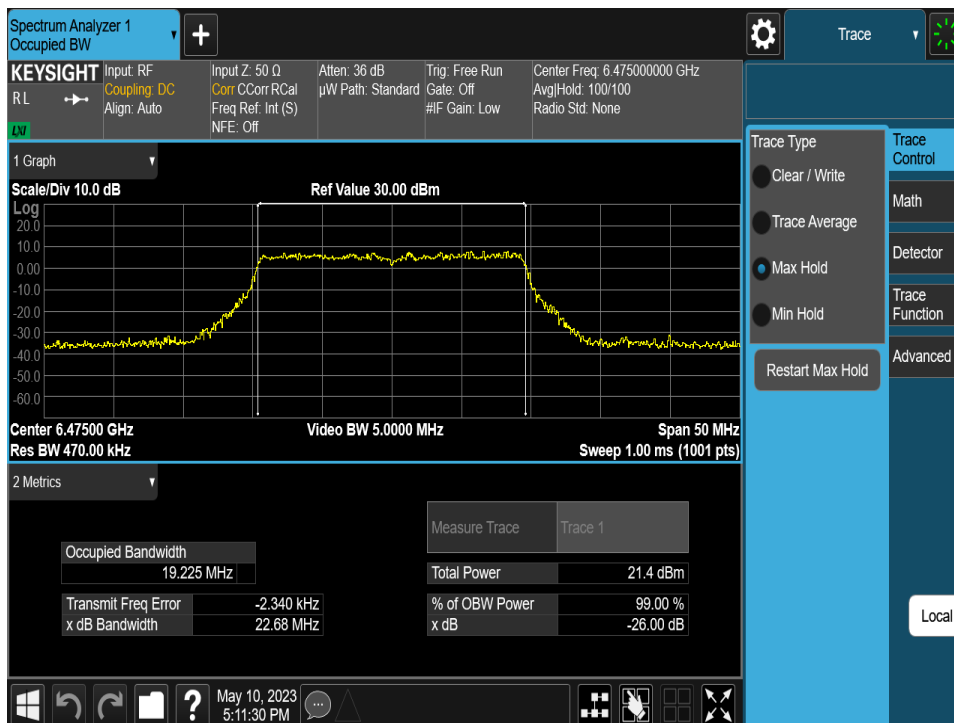 Spectrum Analyzer 1
Occupied BW
+
Trace
KEYSIGHT
R L
LXI
Input: RF
Coupling: DC
Align: Auto
Input Z: 50 Ω
Corr CCorr RCal
Freq Ref: Int (S)
NFE: Off
Atten: 36 dB
µW Path: Standard
Trig: Free Run
Gate: Off
#IF Gain: Low
Center Freq: 6.475000000 GHz
Avg|Hold: 100/100
Radio Std: None
1 Graph
Scale/Div 10.0 dB
Ref Value 30.00 dBm
Log
20.0
10.0
0.00
-10.0
-20.0
-30.0
-40.0
-50.0
-60.0
Center 6.47500 GHz
Video BW 5.0000 MHz
Span 50 MHz
Res BW 470.00 kHz
Sweep 1.00 ms (1001 pts)
2 Metrics
Measure Trace
Trace 1
Occupied Bandwidth
19.225 MHz
Total Power
21.4 dBm
Transmit Freq Error
-2.340 kHz
% of OBW Power
99.00 %
x dB Bandwidth
22.68 MHz
x dB
-26.00 dB
Trace Type
Clear / Write
Trace Average
Max Hold
Min Hold
Restart Max Hold
Trace
Control
Math
Detector
Trace
Function
Advanced
Local
?
May 10, 2023
5:11:30 PM